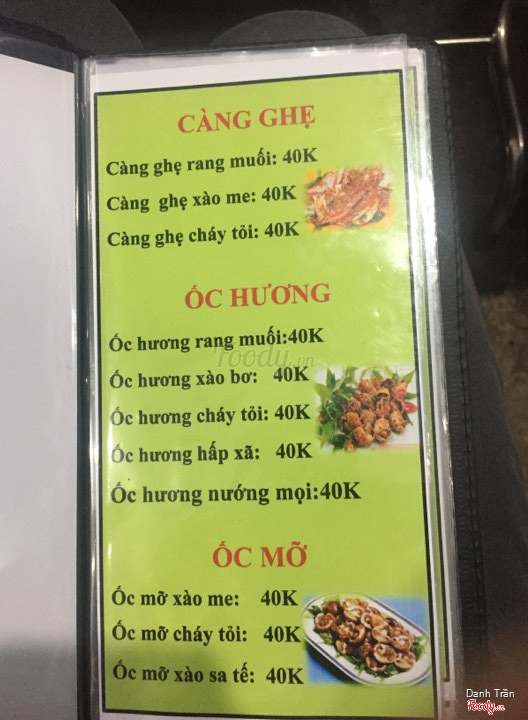 CÀNG GHẸ
Càng ghẹ rang muối: 40K
Càng ghẹ xào me: 40K
Càng ghẹ cháy tỏi: 40K
ỐC HƯƠNG
Ốc hương rang muối:40K
foody.vn
Ốc hương xào bơ: 40K
Ốc hương cháy tỏi: 40K
Ốc hương hấp xã: 40K
Ốc hương nướng mọi:40K
ỐC MỠ
Ốc mỡ xào me: 40K
Ốc mỡ cháy tỏi: 40K
Ốc mỡ xào sa tế: 40K
Danh Trần
Foody.vn